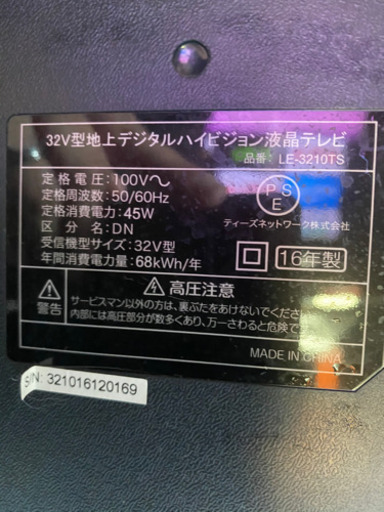 32V型地上デジタルハイビジョン液晶テレビ
品番: LE-3210TS
定格電圧:100V〜
定格周波数:50/60Hz
定格消費電力:45W
区分名:DN
受信機型サイズ:32V型
年間消費電力量:68kWh/年
PSE
ティーズネットワーク株式会社
16年製
警告
高圧注意
サービスマン以外の方は、裏ぶたをあけないでください。
内部には高圧部分が数多くあり、万一さわると危険です。
MADE IN CHINA
S/N: 321016120169